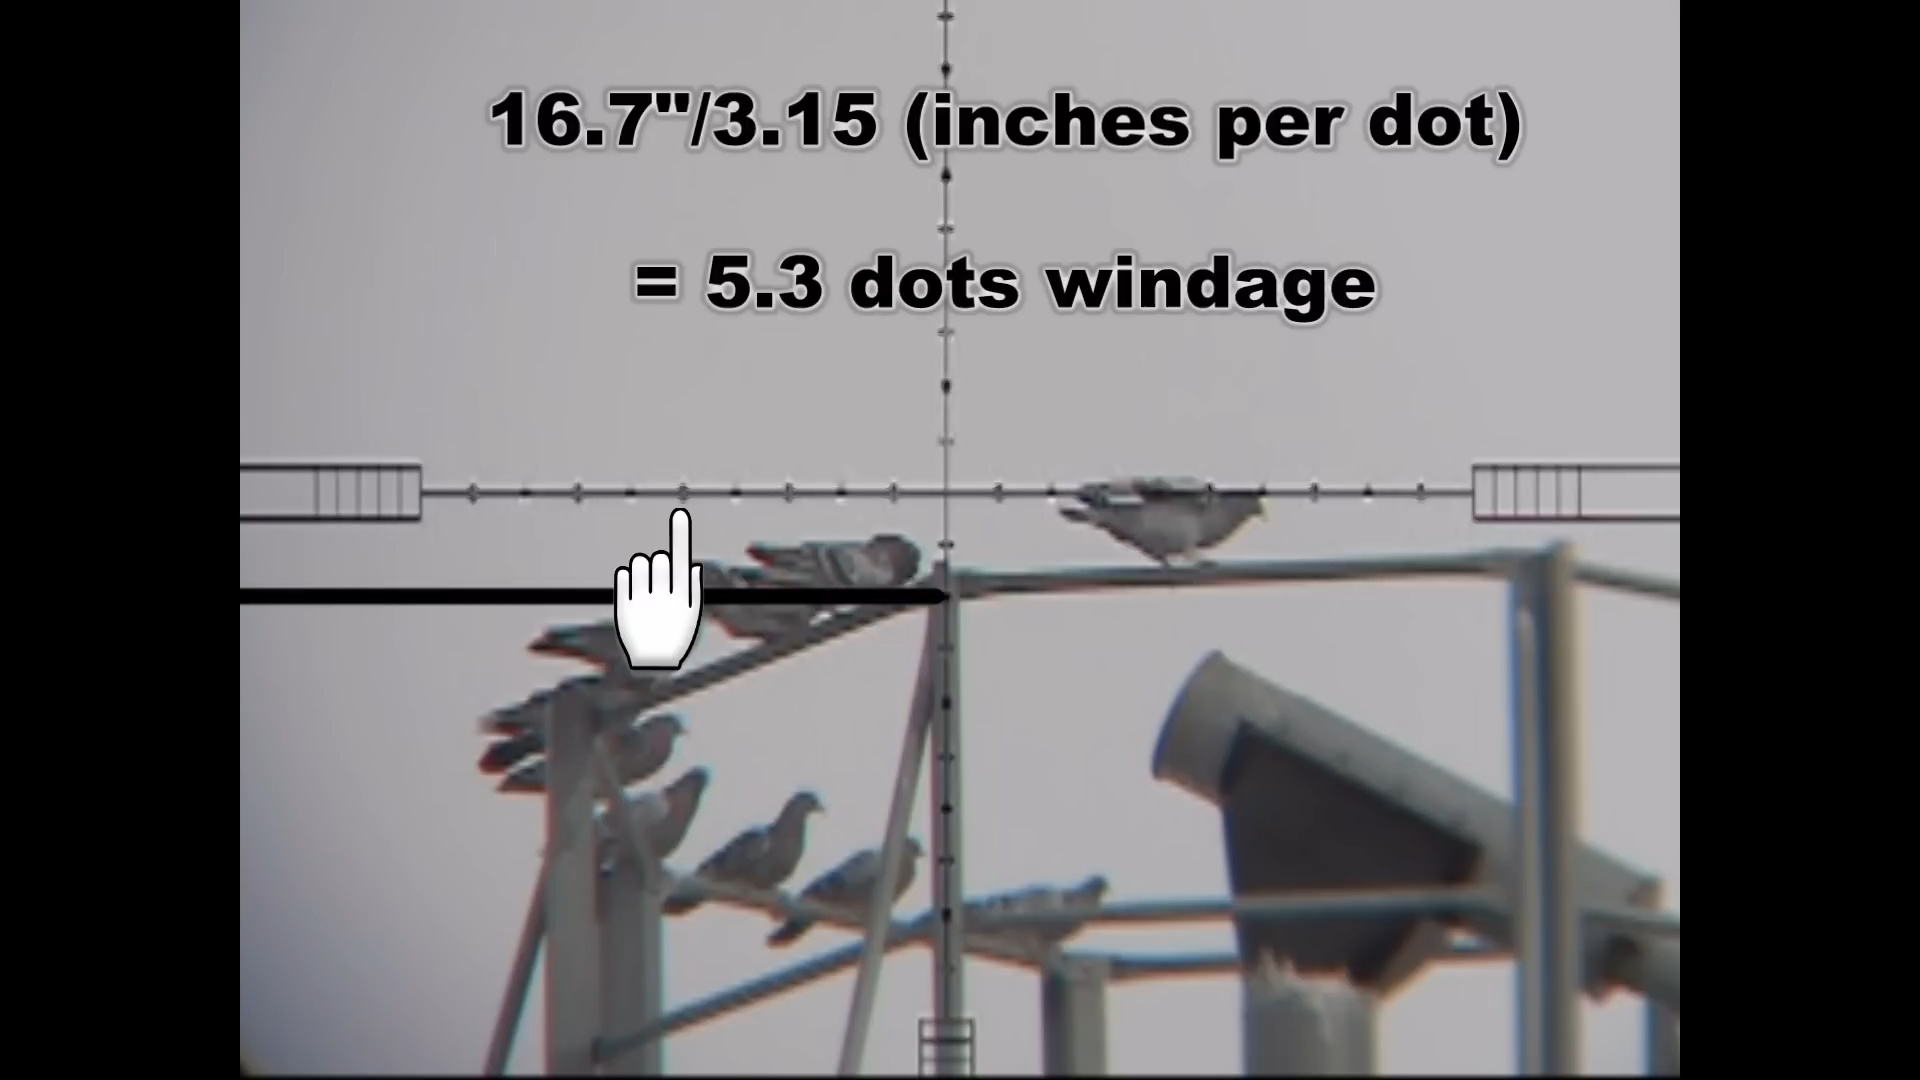 16.7"/3.15 (inches per dot)
= 5.3 dots windage